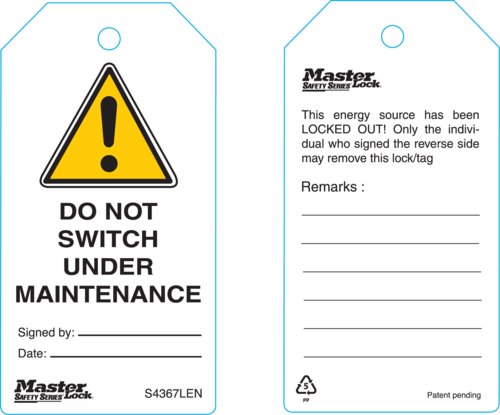 DO NOT
SWITCH
UNDER
MAINTENANCE
Signed by:
Date:
Master
SAFETY SERIES Lock.
S4367LEN
Master
SAFETY SERIES Lock.
This energy source has been
LOCKED OUT! Only the indivi-
dual who signed the reverse side
may remove this lock/tag
Remarks :
5
PP
Patent pending